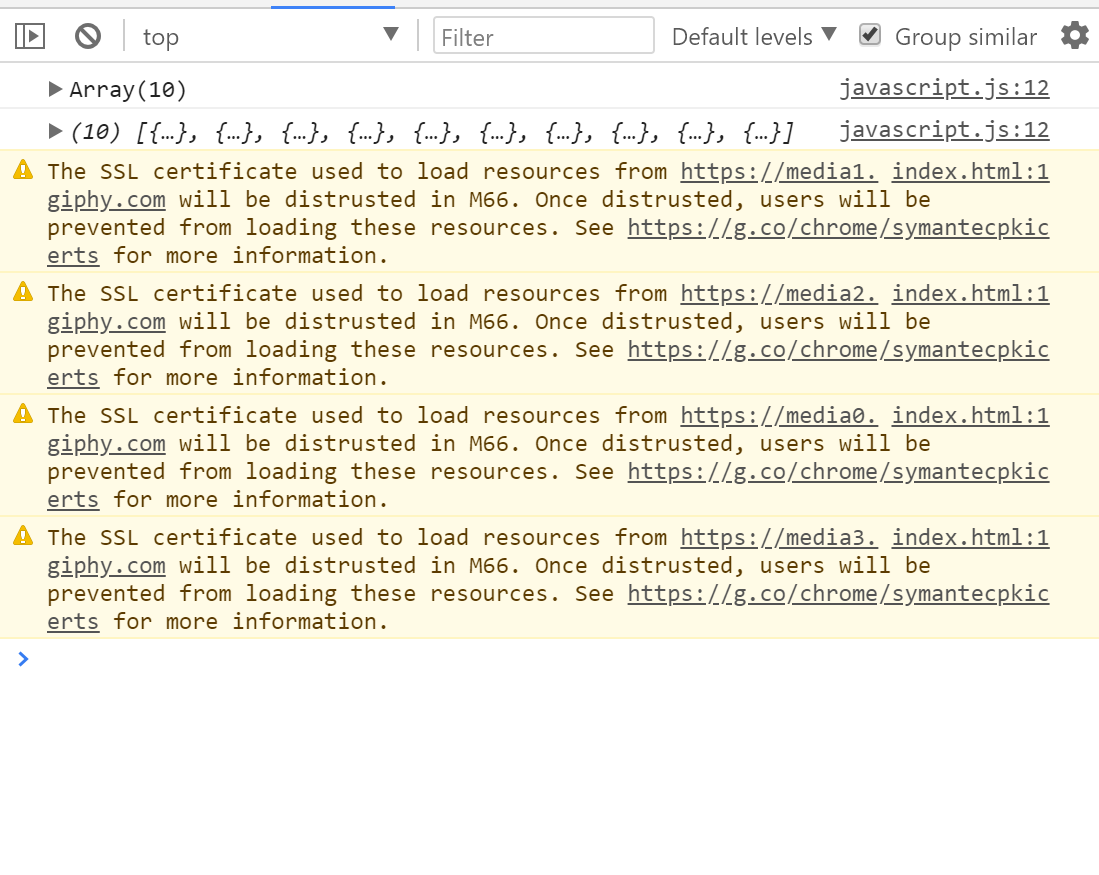 top ▼ Filter Default levels ▼ Group similar
▶ Array(10) javascript.js:12
▶ (10) [{…}, {…}, {…}, {…}, {…}, {…}, {…}, {…}, {…}, {…}] javascript.js:12
The SSL certificate used to load resources from https://media1. index.html:1
giphy.com will be distrusted in M66. Once distrusted, users will be
prevented from loading these resources. See https://g.co/chrome/symantecpkic
erts for more information.
The SSL certificate used to load resources from https://media2. index.html:1
giphy.com will be distrusted in M66. Once distrusted, users will be
prevented from loading these resources. See https://g.co/chrome/symantecpkic
erts for more information.
The SSL certificate used to load resources from https://media0. index.html:1
giphy.com will be distrusted in M66. Once distrusted, users will be
prevented from loading these resources. See https://g.co/chrome/symantecpkic
erts for more information.
The SSL certificate used to load resources from https://media3. index.html:1
giphy.com will be distrusted in M66. Once distrusted, users will be
prevented from loading these resources. See https://g.co/chrome/symantecpkic
erts for more information.